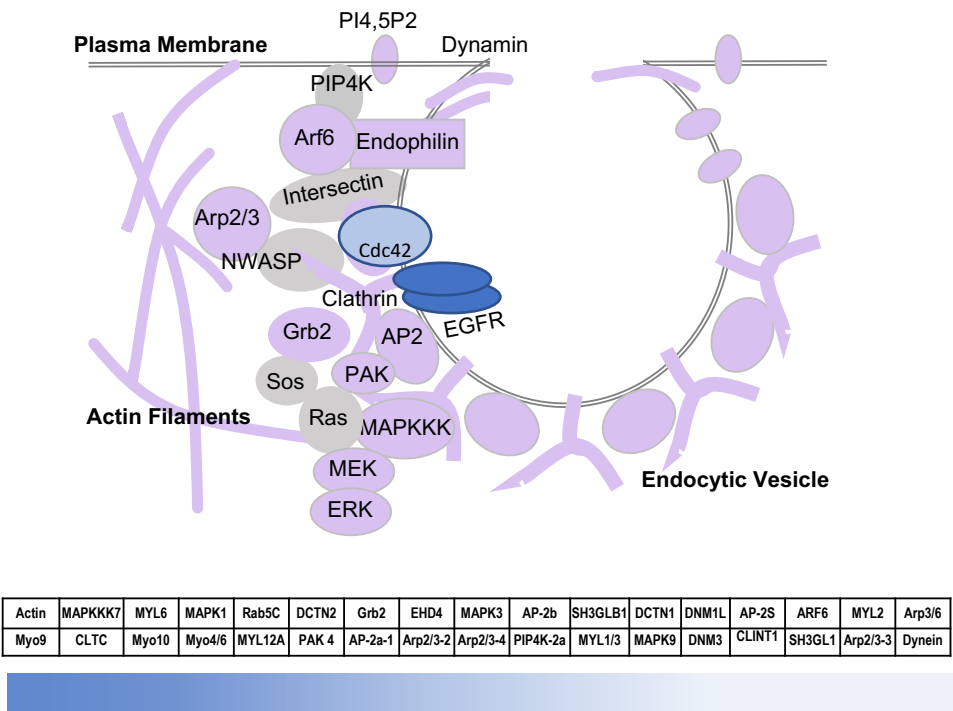 PI4,5P2
Plasma Membrane
Dynamin
PIP4K
Arf6
Endophilin
Intersectin
Arp2/3
NWASP
Cdc42
Clathrin
EGFR
Grb2
AP2
Sos
PAK
Actin Filaments
Ras
MAPKKK
MEK
ERK
Endocytic Vesicle
Actin MAPKKK7 MYL6 MAPK1 Rab5C DCTN2 Grb2 EHD4 MAPK3 AP-2b SH3GLB1 DCTN1 DNM1L AP-2S ARF6 MYL2 Arp3/6
Myo9 CLTC Myo10 Myo4/6 MYL12A PAK 4 AP-2a-1 Arp2/3-2 Arp2/3-4 PIP4K-2a MYL1/3 MAPK9 DNM3 CLINT1 SH3GL1 Arp2/3-3 Dynein